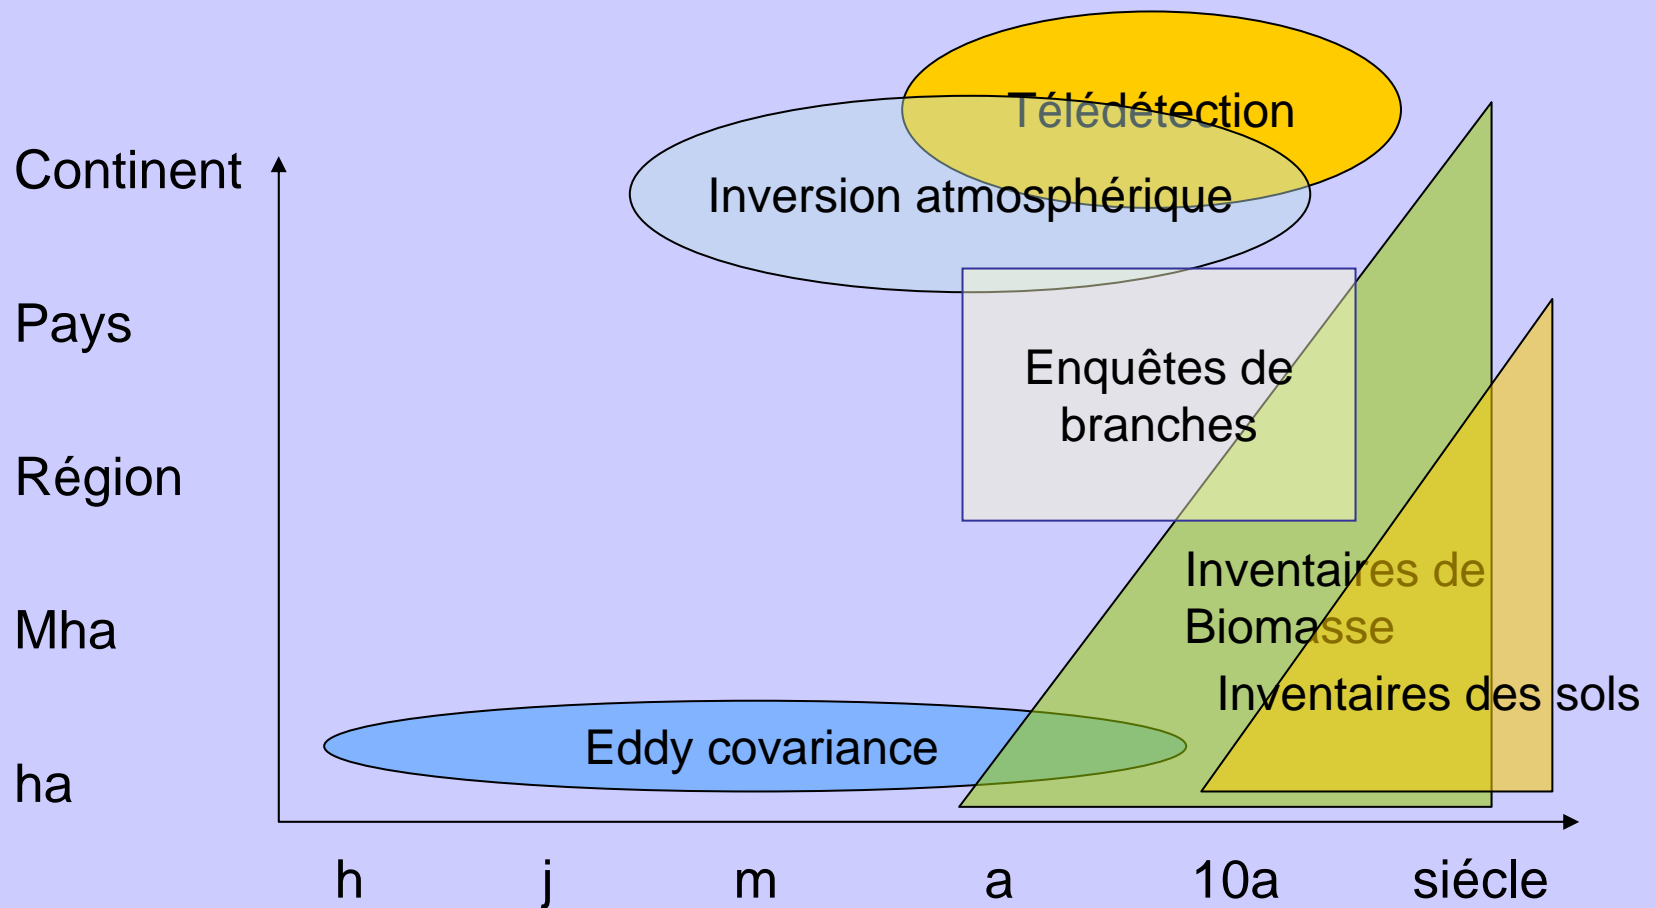 Télédétection
Continent
Inversion atmosphérique
Pays
Enquêtes de
branches
Région
Inventaires de
Biomasse
Mha
Inventaires des sols
Eddy covariance
ha
h j m a 10a siécle